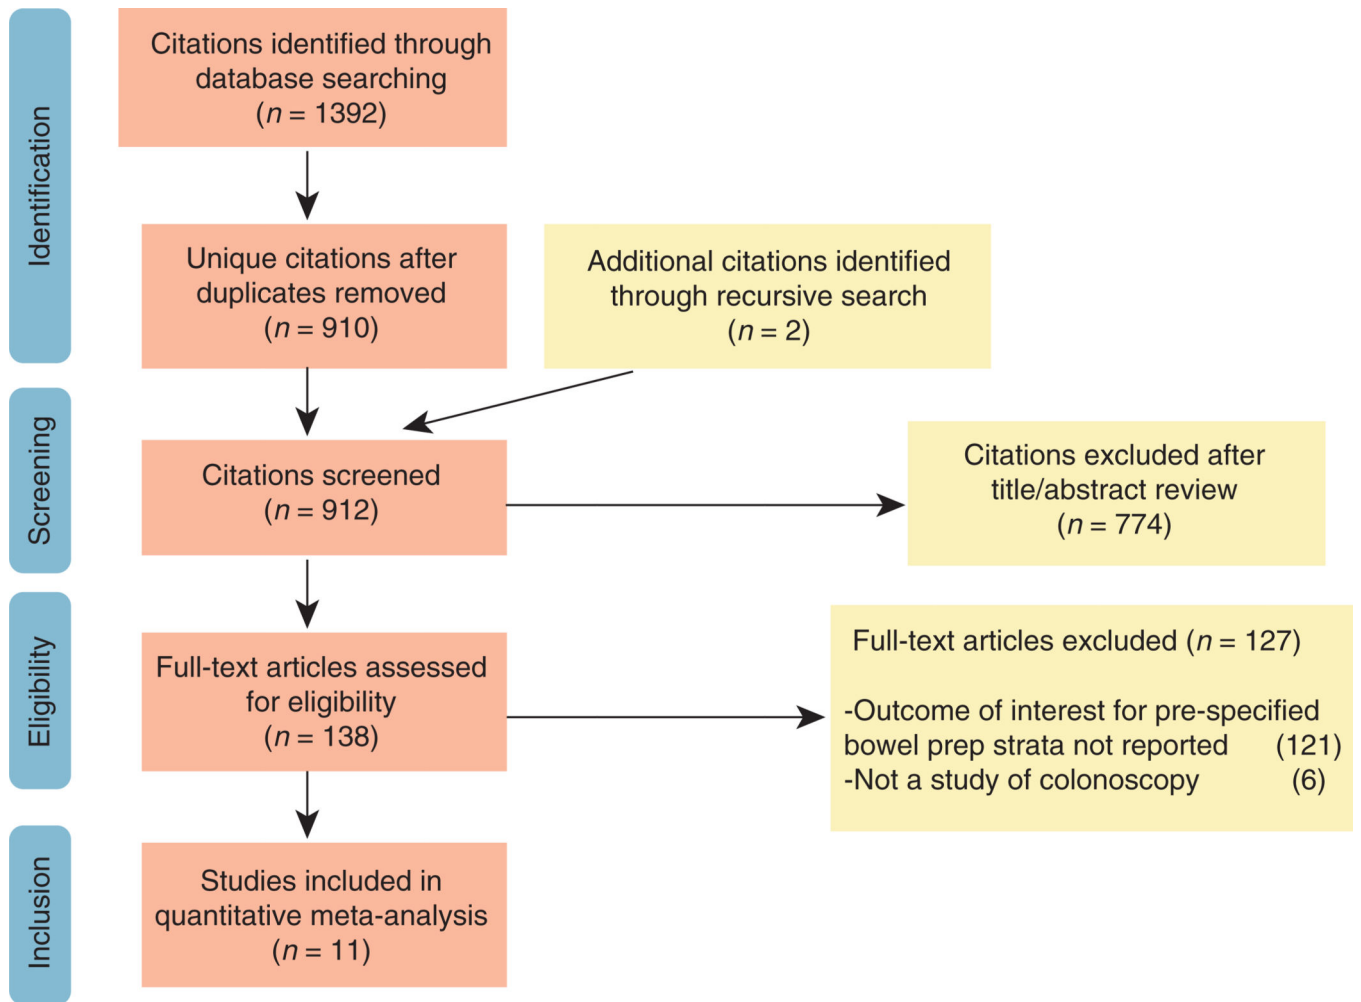 Identification
Citations identified through
database searching
(n = 1392)
Unique citations after
duplicates removed
(n = 910)
Additional citations identified
through recursive search
(n = 2)
Screening
Citations screened
(n = 912)
Citations excluded after
title/abstract review
(n = 774)
Eligibility
Full-text articles assessed
for eligibility
(n = 138)
Full-text articles excluded (n = 127)
-Outcome of interest for pre-specified
bowel prep strata not reported (121)
-Not a study of colonoscopy (6)
Inclusion
Studies included in
quantitative meta-analysis
(n = 11)